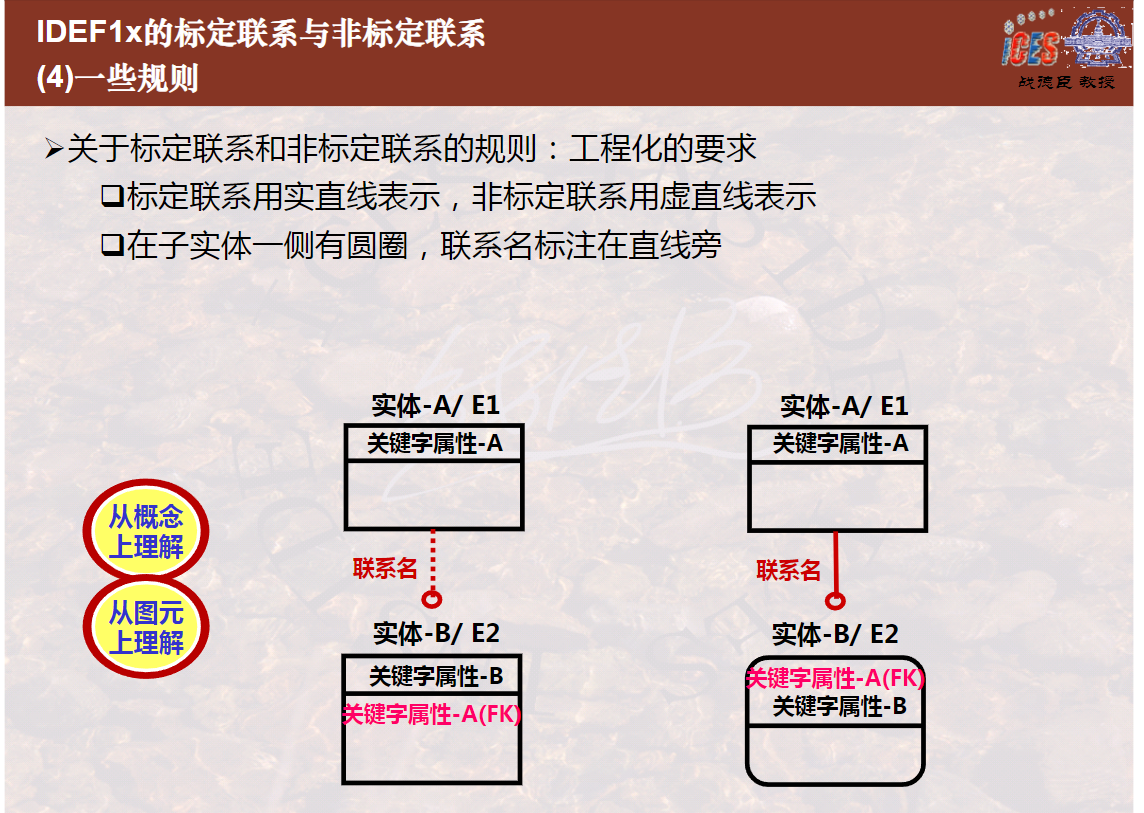 IDEF1x的标定联系与非标定联系
(4)一些规则
iCES
战德臣 教授
➢关于标定联系和非标定联系的规则：工程化的要求
❑标定联系用实直线表示，非标定联系用虚直线表示
❑在子实体一侧有圆圈，联系名标注在直线旁
实体-A/ E1
关键字属性-A
联系名
实体-B/ E2
关键字属性-B
关键字属性-A(FK)
实体-A/ E1
关键字属性-A
联系名
实体-B/ E2
关键字属性-A(FK)
关键字属性-B
从概念
上理解
从图元
上理解